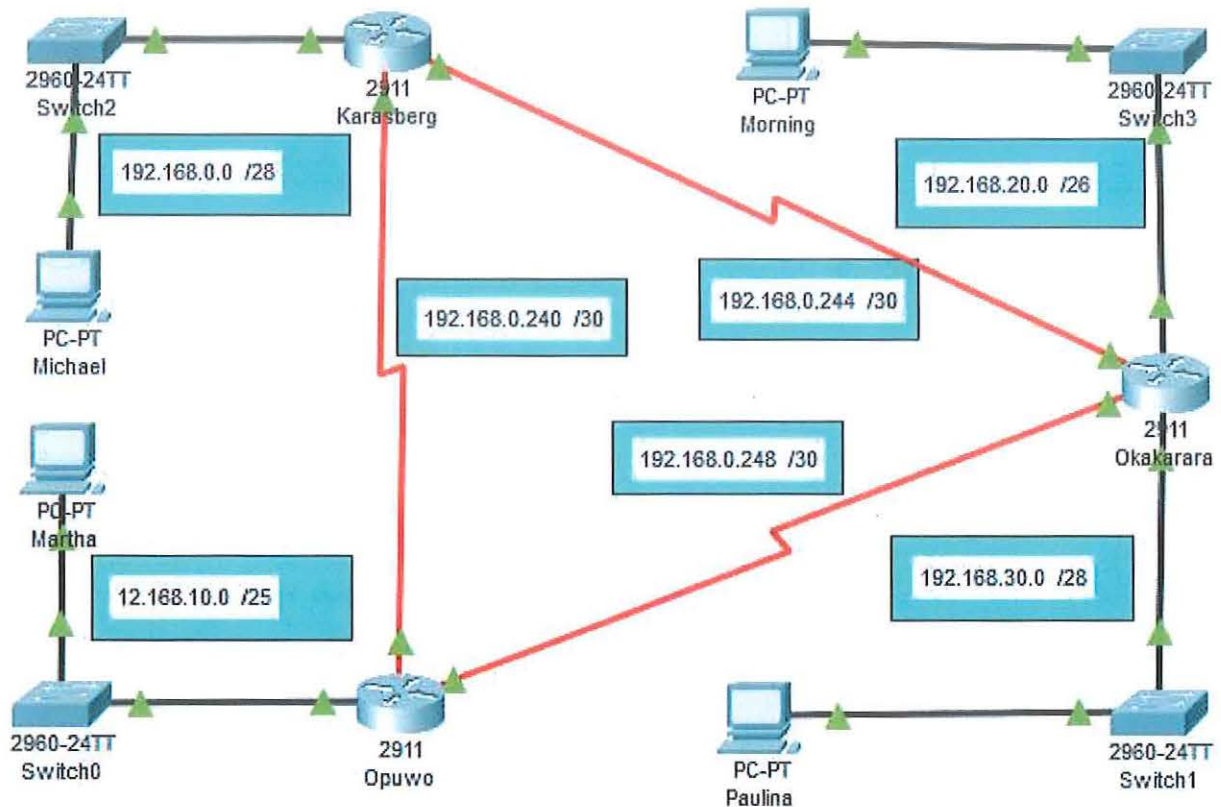 2960-24TT
Switch2
2911
Karasberg
PC-PT
Morning
2960-24TT
Switch3
192.168.0.0 /28
192.168.20.0 /26
192.168.0.240 /30
192.168.0.244 /30
PC-PT
Michael
2911
Okakarara
192.168.0.248 /30
PC-PT
Martha
12.168.10.0 /25
192.168.30.0 /28
2960-24TT
Switch0
2911
Opuwo
PC-PT
Paulina
2960-24TT
Switch1